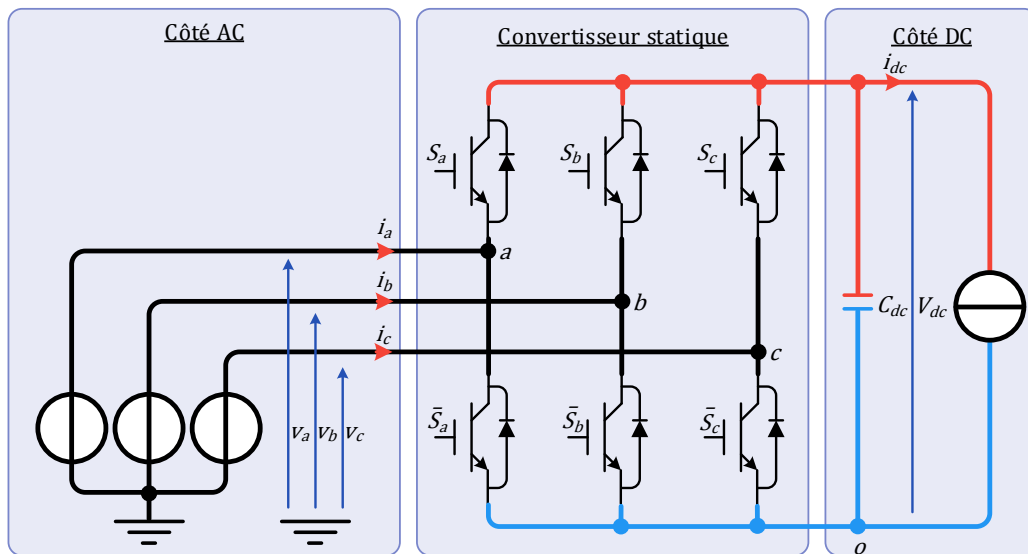 Côté AC
Convertisseur statique
Côté DC
i_dc
S_a
S_b
S_c
i_a
a
i_b
b
i_c
c
C_dc
V_dc
S̄_a
S̄_b
S̄_c
v_a
v_b
v_c
o